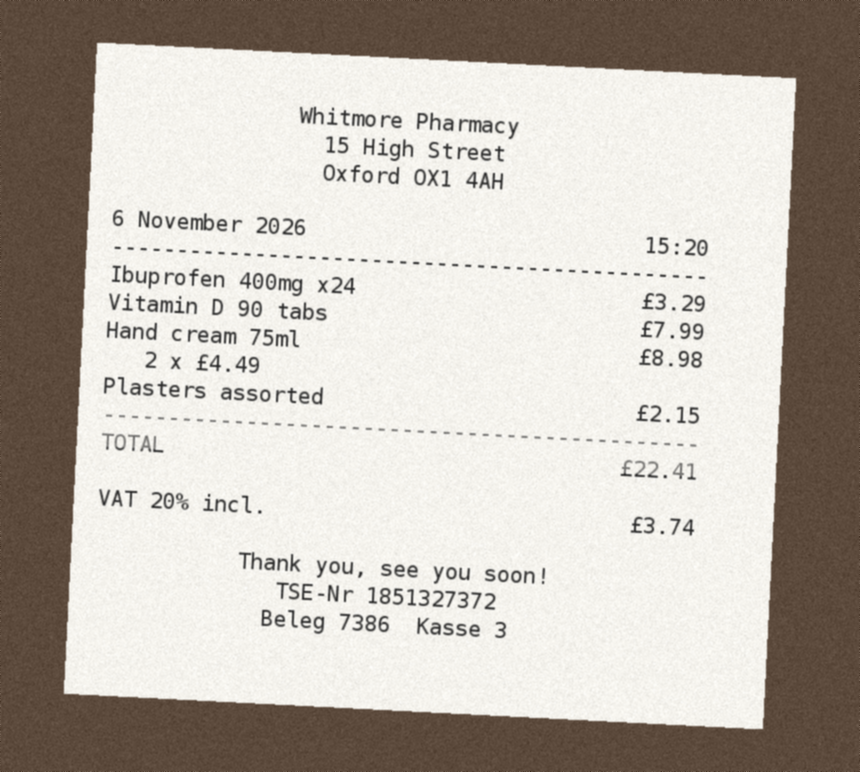 Whitmore Pharmacy
15 High Street
Oxford OX1 4AH
6 November 2026 15:20
------------------------------------------------
Ibuprofen 400mg x24 £3.29
Vitamin D 90 tabs £7.99
Hand cream 75ml £8.98
2 x £4.49
Plasters assorted £2.15
------------------------------------------------
TOTAL £22.41
VAT 20% incl. £3.74
Thank you, see you soon!
TSE-Nr 1851327372
Beleg 7386 Kasse 3